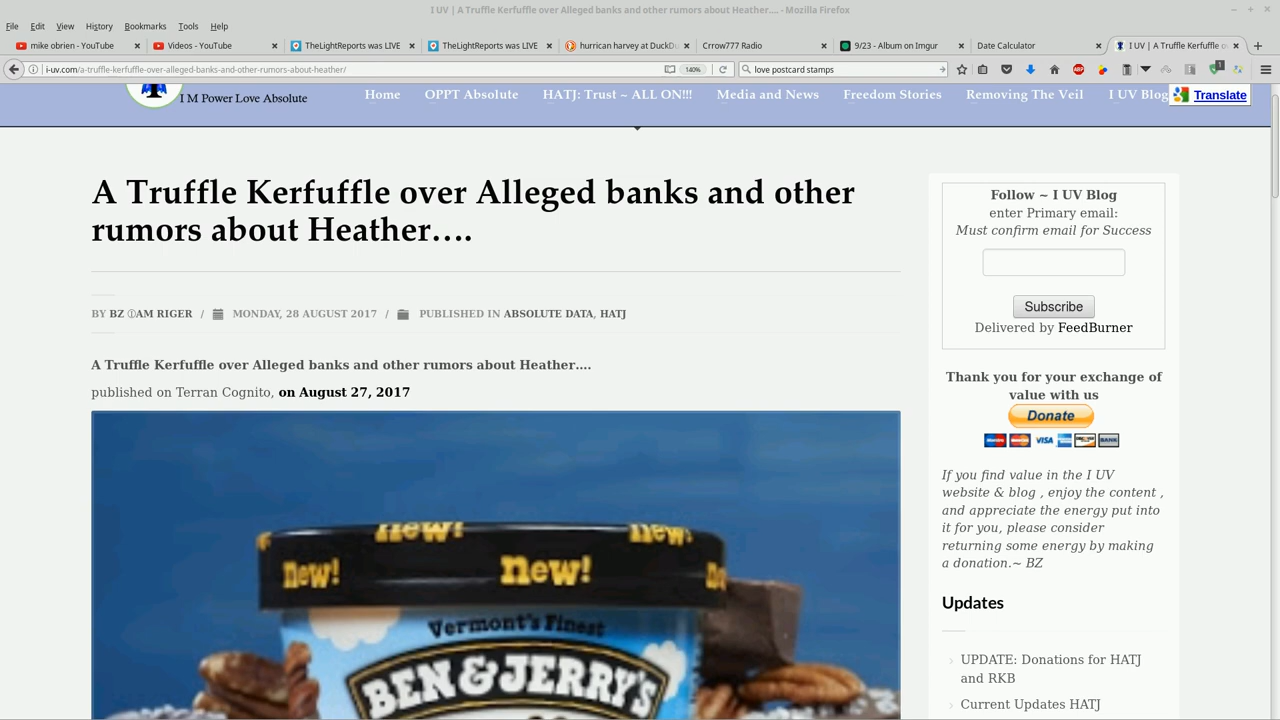 I UV | A Truffle Kerfuffle over Alleged banks and other rumors about Heather…. - Mozilla Firefox
File Edit View History Bookmarks Tools Help
mike obrien - YouTube
Videos - YouTube
TheLightReports was LIVE
TheLightReports was LIVE
hurrican harvey at DuckDu
Crrow777 Radio
9/23 - Album on Imgur
Date Calculator
I UV | A Truffle Kerfuffle o
i-uv.com/a-truffle-kerfuffle-over-alleged-banks-and-other-rumors-about-heather/
140%
love postcard stamps
ABP
1
I M Power Love Absolute
Home
OPPT Absolute
HATJ: Trust ~ ALL ON!!!
Media and News
Freedom Stories
Removing The Veil
I UV Blog
Translate
A Truffle Kerfuffle over Alleged banks and other
rumors about Heather….
BY BZ ⒾAM RIGER / MONDAY, 28 AUGUST 2017 / PUBLISHED IN ABSOLUTE DATA, HATJ
A Truffle Kerfuffle over Alleged banks and other rumors about Heather….
published on Terran Cognito, on August 27, 2017
new! new!
new! new!
Vermont's Finest
BEN & JERRY'S
Follow ~ I UV Blog
enter Primary email:
Must confirm email for Success
Subscribe
Delivered by FeedBurner
Thank you for your exchange of
value with us
Donate
VISA BANK
If you find value in the I UV
website & blog , enjoy the content ,
and appreciate the energy put into
it for you, please consider
returning some energy by making
a donation.~ BZ
Updates
UPDATE: Donations for HATJ
and RKB
Current Updates HATJ